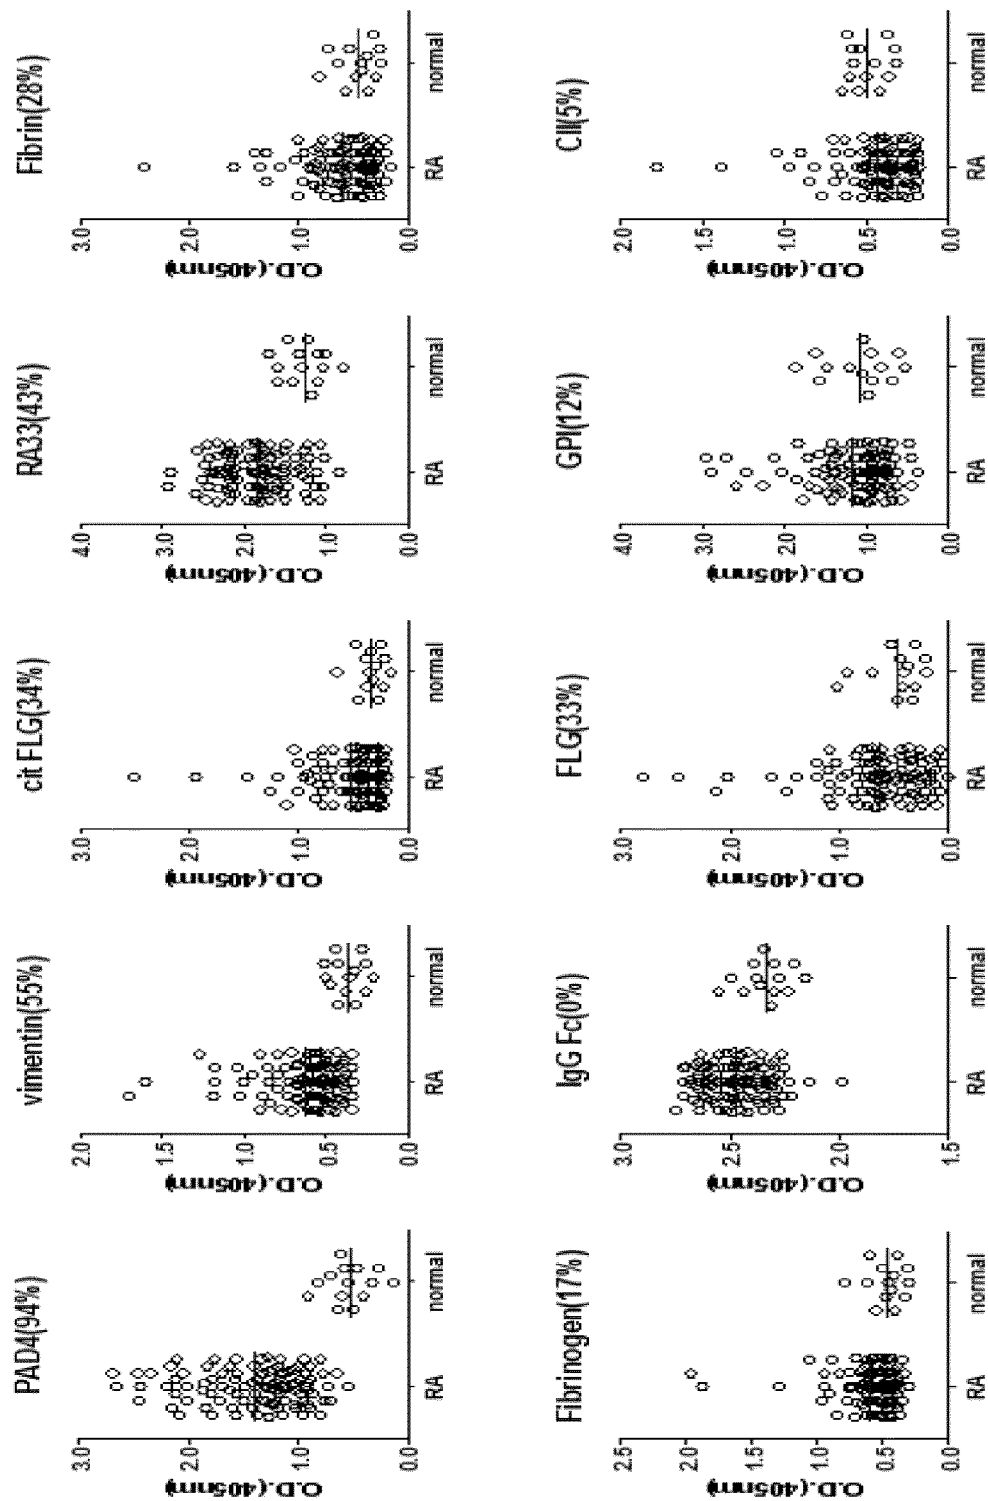 PAD4(94%)
3.0
2.0
1.0
0.0
O.D.(405nm)
RA normal
vimentin(55%)
2.0
1.5
1.0
0.5
0.0
O.D.(405nm)
RA normal
cit FLG(34%)
3.0
2.0
1.0
0.0
O.D.(405nm)
RA normal
RA33(43%)
4.0
3.0
2.0
1.0
0.0
O.D.(405nm)
RA normal
Fibrin(28%)
3.0
2.0
1.0
0.0
O.D.(405nm)
RA normal
Fibrinogen(17%)
2.5
2.0
1.5
1.0
0.5
0.0
O.D.(405nm)
RA normal
IgG Fc(0%)
3.0
2.5
2.0
1.5
O.D.(405nm)
RA normal
FLG(33%)
3.0
2.0
1.0
0.0
O.D.(405nm)
RA normal
GPI(12%)
4.0
3.0
2.0
1.0
0.0
O.D.(405nm)
RA normal
CII(5%)
2.0
1.5
1.0
0.5
0.0
O.D.(405nm)
RA normal